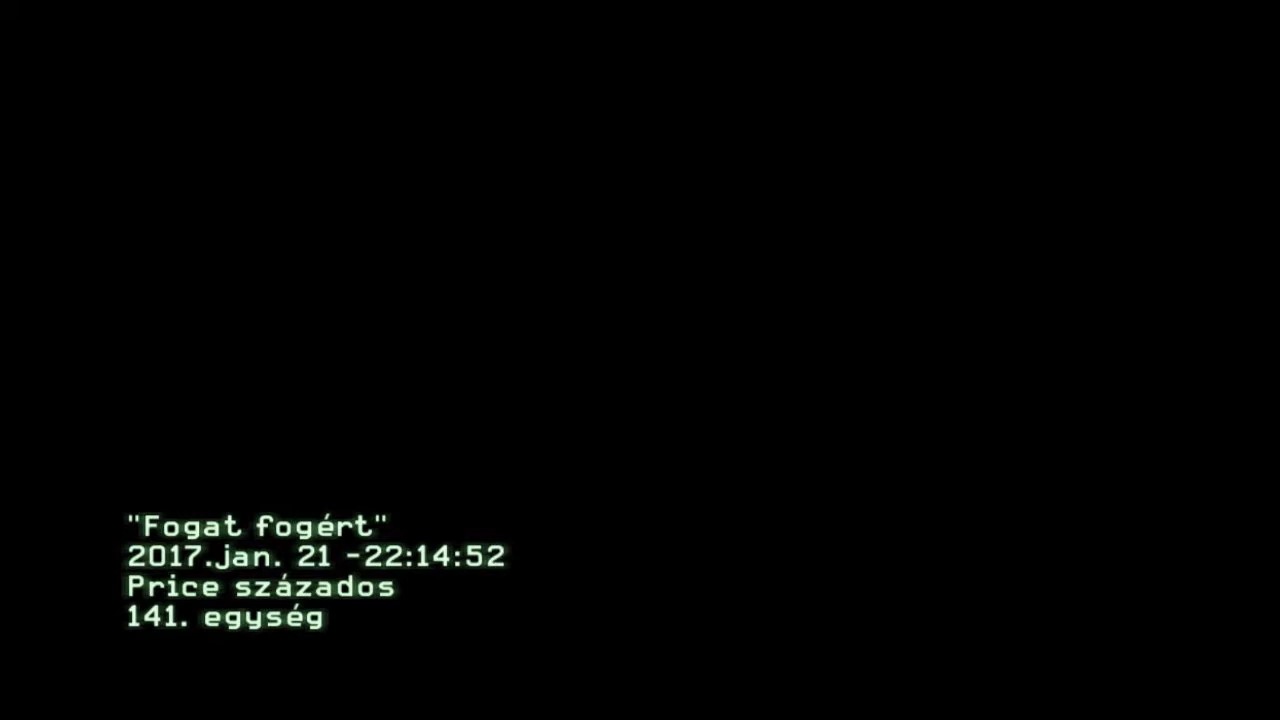 "Fogat fogért"
2017.jan. 21 -22:14:52
Price százados
141. egység